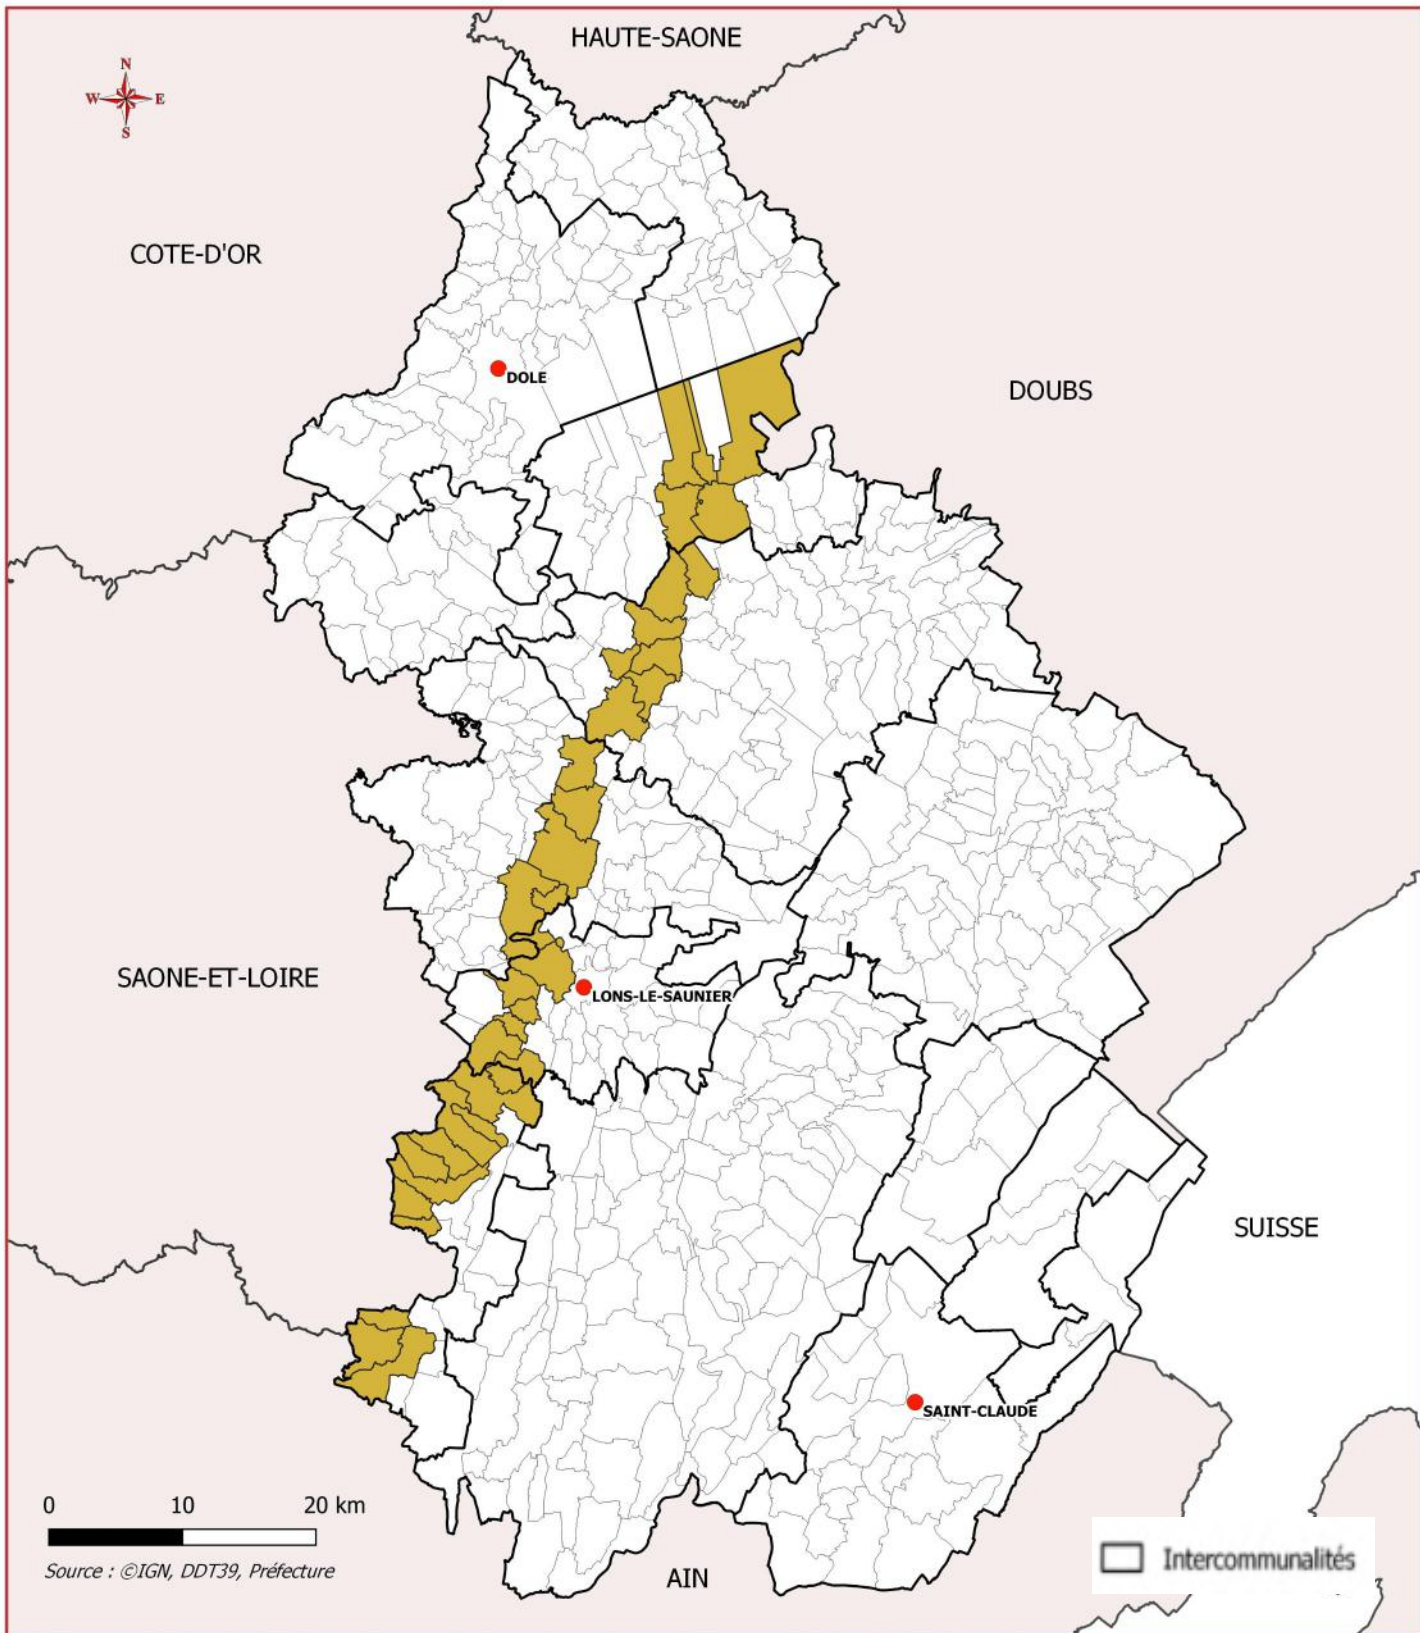 HAUTE-SAONE
N
W E
S
COTE-D'OR
DOLE
DOUBS
SAONE-ET-LOIRE
LONS-LE-SAUNIER
SUISSE
SAINT-CLAUDE
0 10 20 km
Source : ©IGN, DDT39, Préfecture
AIN
Intercommunalités